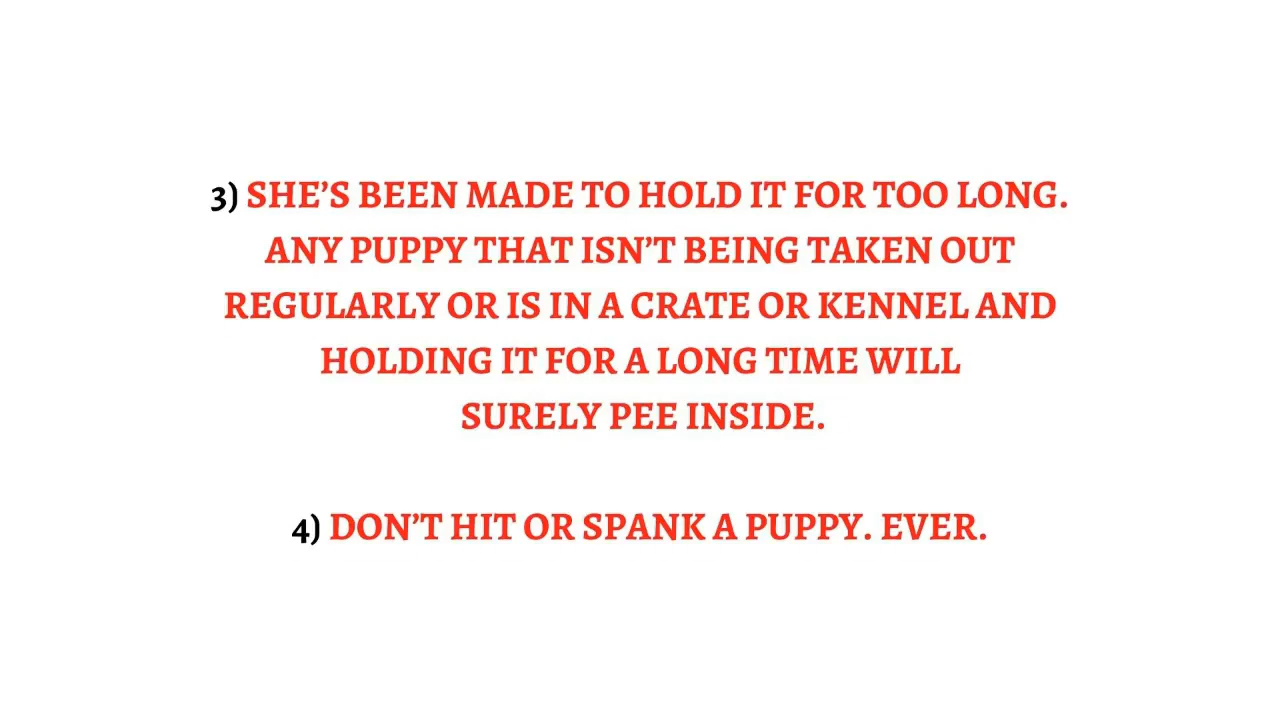 3) SHE’S BEEN MADE TO HOLD IT FOR TOO LONG.
ANY PUPPY THAT ISN’T BEING TAKEN OUT
REGULARLY OR IS IN A CRATE OR KENNEL AND
HOLDING IT FOR A LONG TIME WILL
SURELY PEE INSIDE.
4) DON’T HIT OR SPANK A PUPPY. EVER.